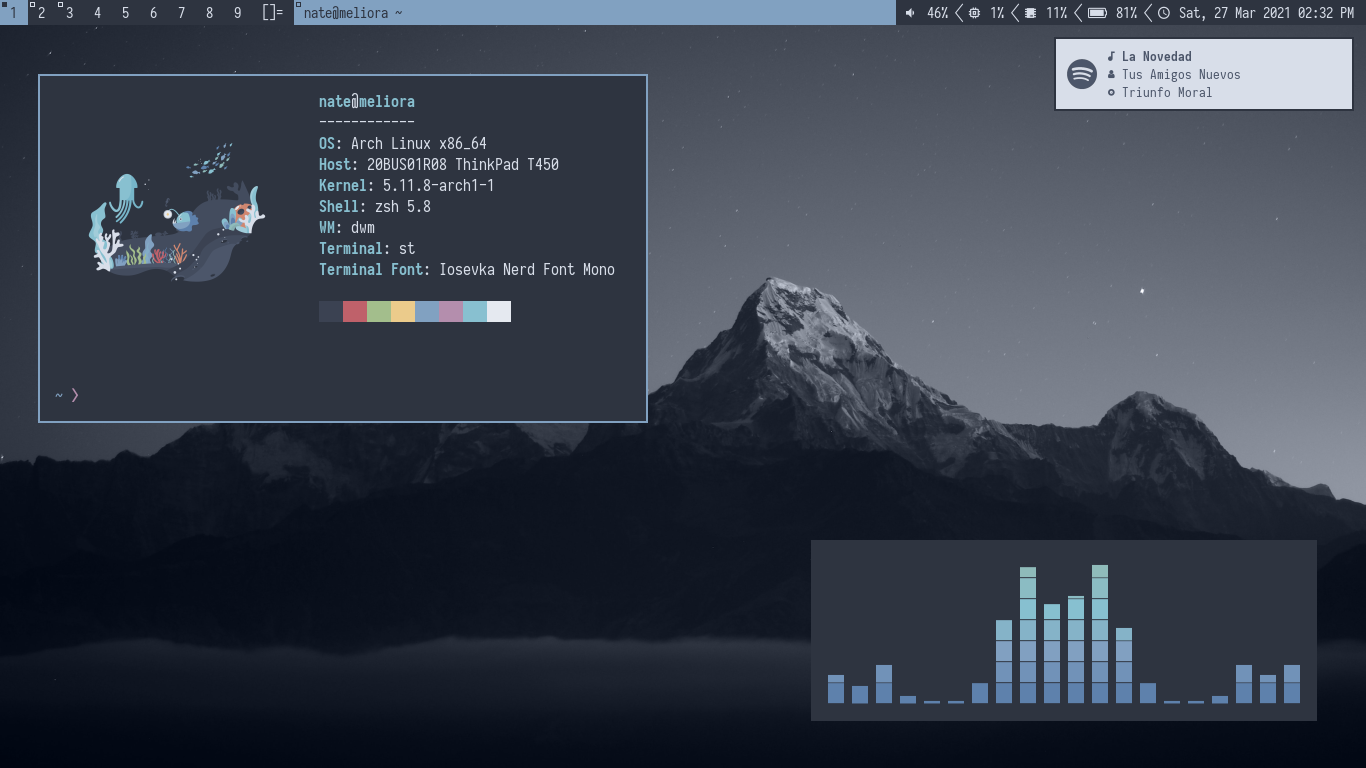 1 2 3 4 5 6 7 8 9 []= nate@meliora ~ 46% 1% 11% 81% Sat, 27 Mar 2021 02:32 PM
La Novedad
Tus Amigos Nuevos
Triunfo Moral
nate@meliora
------------
OS: Arch Linux x86_64
Host: 20BUS01R08 ThinkPad T450
Kernel: 5.11.8-arch1-1
Shell: zsh 5.8
WM: dwm
Terminal: st
Terminal Font: Iosevka Nerd Font Mono
~ ❯